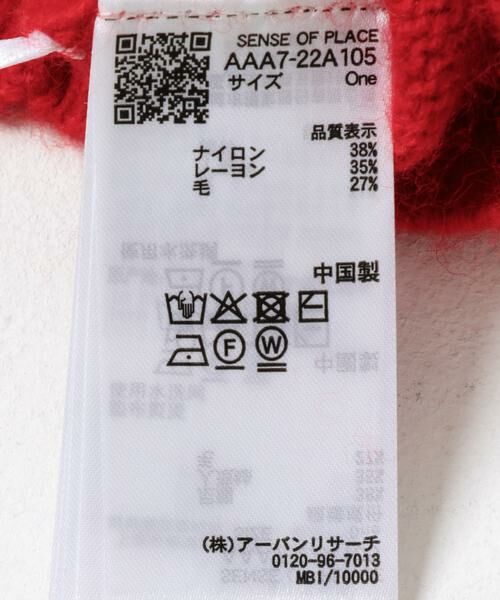 SENSE OF PLACE
AAA7-22A105
サイズ One
品質表示
ナイロン 38%
レーヨン 35%
毛 27%
中国製
F W
(株)アーバンリサーチ
0120-96-7013
MBI/10000